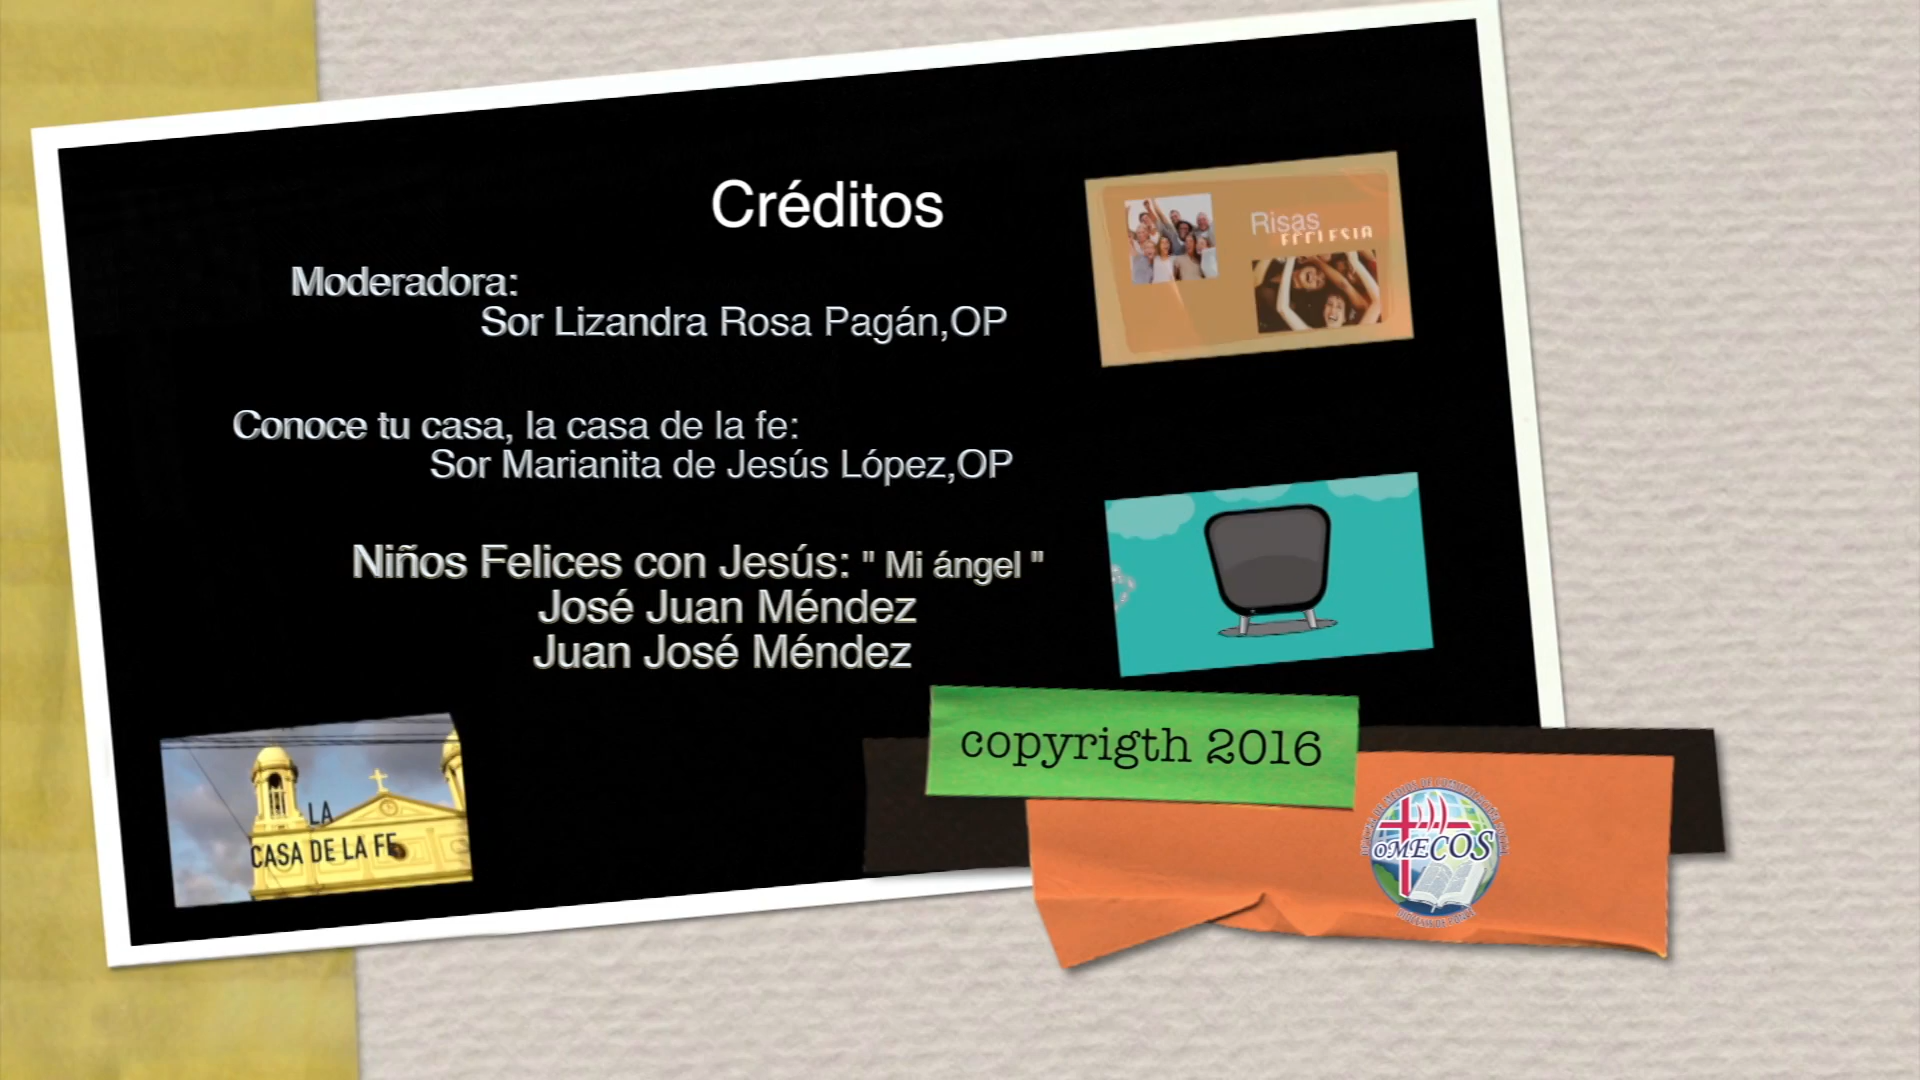 Créditos
Moderadora:
Sor Lizandra Rosa Pagán,OP
Conoce tu casa, la casa de la fe:
Sor Marianita de Jesús López,OP
Niños Felices con Jesús: " Mi ángel "
José Juan Méndez
Juan José Méndez
Risas
ECCLESIA
LA
CASA DE LA FE
copyrigth 2016
OMECOS